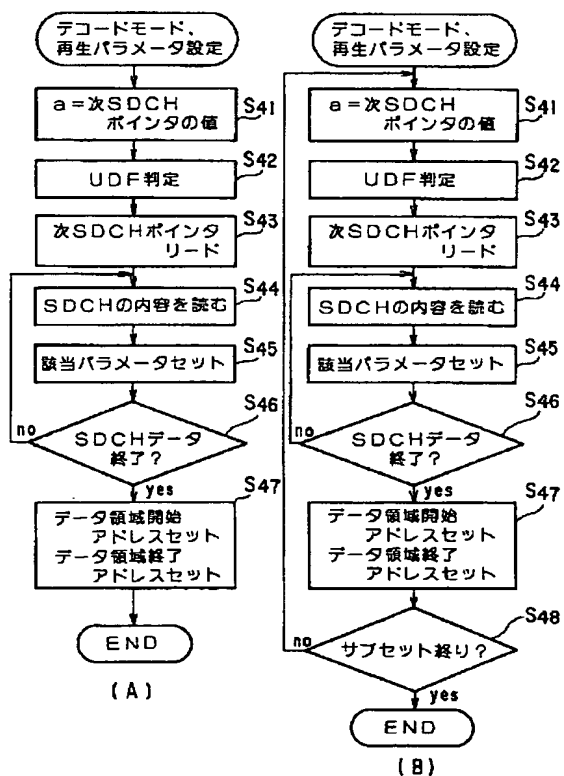 デコードモード、
再生パラメータ設定
a＝次SDCH
ポインタの値
S41
UDF判定
S42
次SDCHポインタ
リード
S43
SDCHの内容を読む
S44
該当パラメータセット
S45
SDCHデータ
終了？
S46
no
yes
データ領域開始
アドレスセット
データ領域終了
アドレスセット
S47
END
(A)
デコードモード、
再生パラメータ設定
a＝次SDCH
ポインタの値
S41
UDF判定
S42
次SDCHポインタ
リード
S43
SDCHの内容を読む
S44
該当パラメータセット
S45
SDCHデータ
終了？
S46
no
yes
データ領域開始
アドレスセット
データ領域終了
アドレスセット
S47
サブセット終り？
S48
no
yes
END
(B)